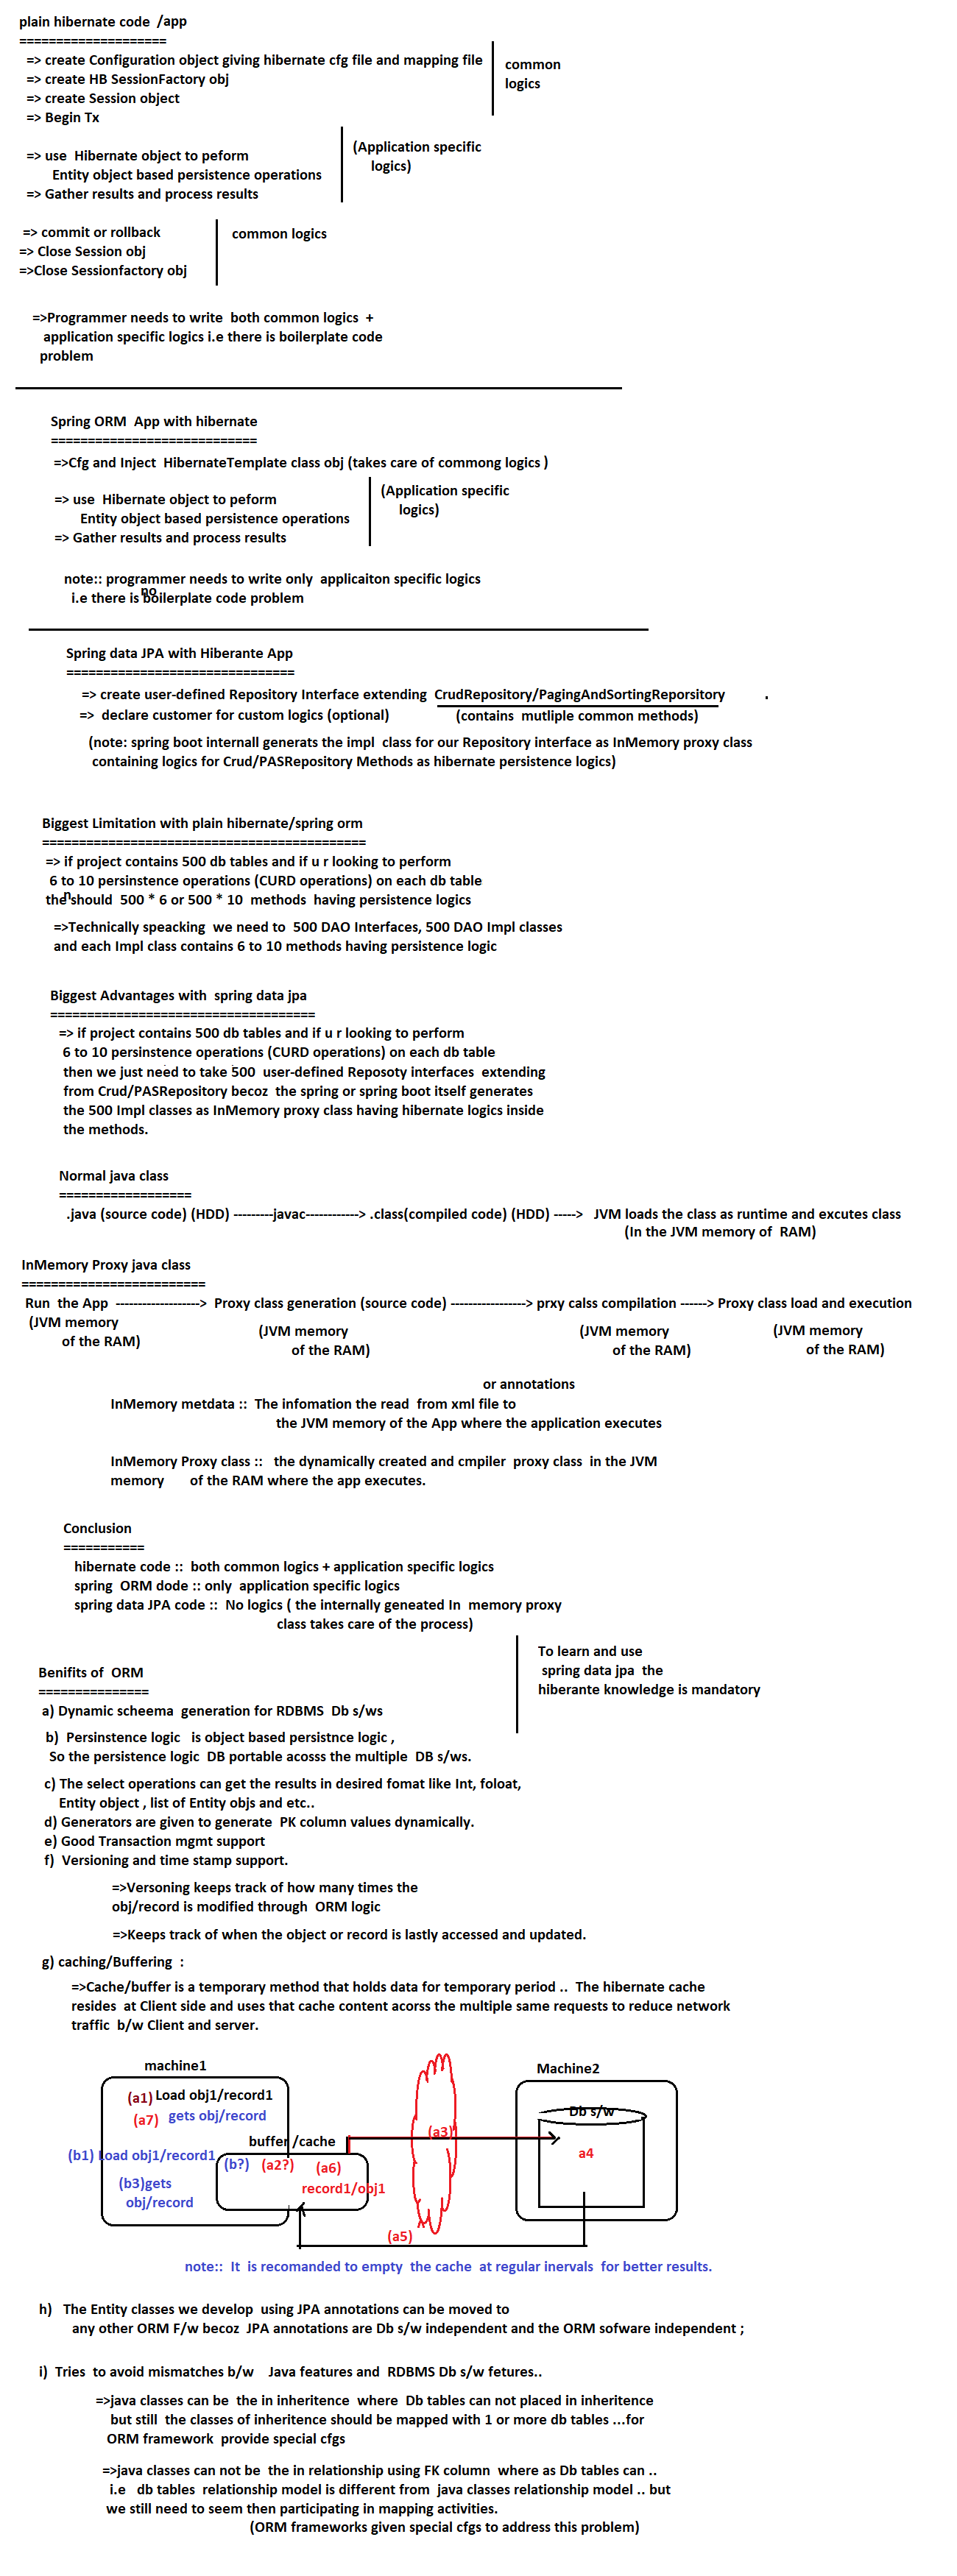 plain hibernate code /app
====================
=> create Configuration object giving hibernate cfg file and mapping file
=> create HB SessionFactory obj
=> create Session object
=> Begin Tx
common
logics
=> use Hibernate object to peform
Entity object based persistence operations
=> Gather results and process results
(Application specific
logics)
=> commit or rollback
=> Close Session obj
=>Close Sessionfactory obj
common logics
=>Programmer needs to write both common logics +
application specific logics i.e there is boilerplate code
problem
Spring ORM App with hibernate
============================
=>Cfg and Inject HibernateTemplate class obj (takes care of commong logics )
=> use Hibernate object to peform
Entity object based persistence operations
=> Gather results and process results
(Application specific
logics)
note:: programmer needs to write only applicaiton specific logics
no
i.e there is boilerplate code problem
Spring data JPA with Hiberante App
===============================
=> create user-defined Repository Interface extending CrudRepository/PagingAndSortingReporsitory .
=> declare customer for custom logics (optional) (contains mutliple common methods)
(note: spring boot internall generats the impl class for our Repository interface as InMemory proxy class
containing logics for Crud/PASRepository Methods as hibernate persistence logics)
Biggest Limitation with plain hibernate/spring orm
============================================
=> if project contains 500 db tables and if u r looking to perform
6 to 10 persinstence operations (CURD operations) on each db table
n
the should 500 * 6 or 500 * 10 methods having persistence logics
=>Technically speacking we need to 500 DAO Interfaces, 500 DAO Impl classes
and each Impl class contains 6 to 10 methods having persistence logic
Biggest Advantages with spring data jpa
====================================
=> if project contains 500 db tables and if u r looking to perform
6 to 10 persinstence operations (CURD operations) on each db table
then we just need to take 500 user-defined Reposoty interfaces extending
from Crud/PASRepository becoz the spring or spring boot itself generates
the 500 Impl classes as InMemory proxy class having hibernate logics inside
the methods.
Normal java class
==================
.java (source code) (HDD) ---------javac------------> .class(compiled code) (HDD) -----> JVM loads the class as runtime and excutes class
(In the JVM memory of RAM)
InMemory Proxy java class
=========================
Run the App -------------------> Proxy class generation (source code) -----------------> prxy calss compilation ------> Proxy class load and execution
(JVM memory
of the RAM)
(JVM memory
of the RAM)
(JVM memory
of the RAM)
(JVM memory
of the RAM)
or annotations
InMemory metdata :: The infomation the read from xml file to
the JVM memory of the App where the application executes
InMemory Proxy class :: the dynamically created and cmpiler proxy class in the JVM
memory of the RAM where the app executes.
Conclusion
===========
hibernate code :: both common logics + application specific logics
spring ORM dode :: only application specific logics
spring data JPA code :: No logics ( the internally geneated In memory proxy
class takes care of the process)
To learn and use
spring data jpa the
hiberante knowledge is mandatory
Benifits of ORM
===============
a) Dynamic scheema generation for RDBMS Db s/ws
b) Persinstence logic is object based persistnce logic ,
So the persistence logic DB portable acosss the multiple DB s/ws.
c) The select operations can get the results in desired fomat like Int, foloat,
Entity object , list of Entity objs and etc..
d) Generators are given to generate PK column values dynamically.
e) Good Transaction mgmt support
f) Versioning and time stamp support.
=>Versoning keeps track of how many times the
obj/record is modified through ORM logic
=>Keeps track of when the object or record is lastly accessed and updated.
g) caching/Buffering :
=>Cache/buffer is a temporary method that holds data for temporary period .. The hibernate cache
resides at Client side and uses that cache content acorss the multiple same requests to reduce network
traffic b/w Client and server.
machine1
Machine2
(a1) Load obj1/record1
(a7) gets obj/record
Db s/w
(a3)
buffer /cache
a4
(b1) Load obj1/record1
(b?) (a2?) (a6)
record1/obj1
(b3)gets
obj/record
(a5)
note:: It is recomanded to empty the cache at regular inervals for better results.
h) The Entity classes we develop using JPA annotations can be moved to
any other ORM F/w becoz JPA annotations are Db s/w independent and the ORM sofware independent ;
i) Tries to avoid mismatches b/w Java features and RDBMS Db s/w fetures..
=>java classes can be the in inheritence where Db tables can not placed in inheritence
but still the classes of inheritence should be mapped with 1 or more db tables ...for
ORM framework provide special cfgs
=>java classes can not be the in relationship using FK column where as Db tables can ..
i.e db tables relationship model is different from java classes relationship model .. but
we still need to seem then participating in mapping activities.
(ORM frameworks given special cfgs to address this problem)